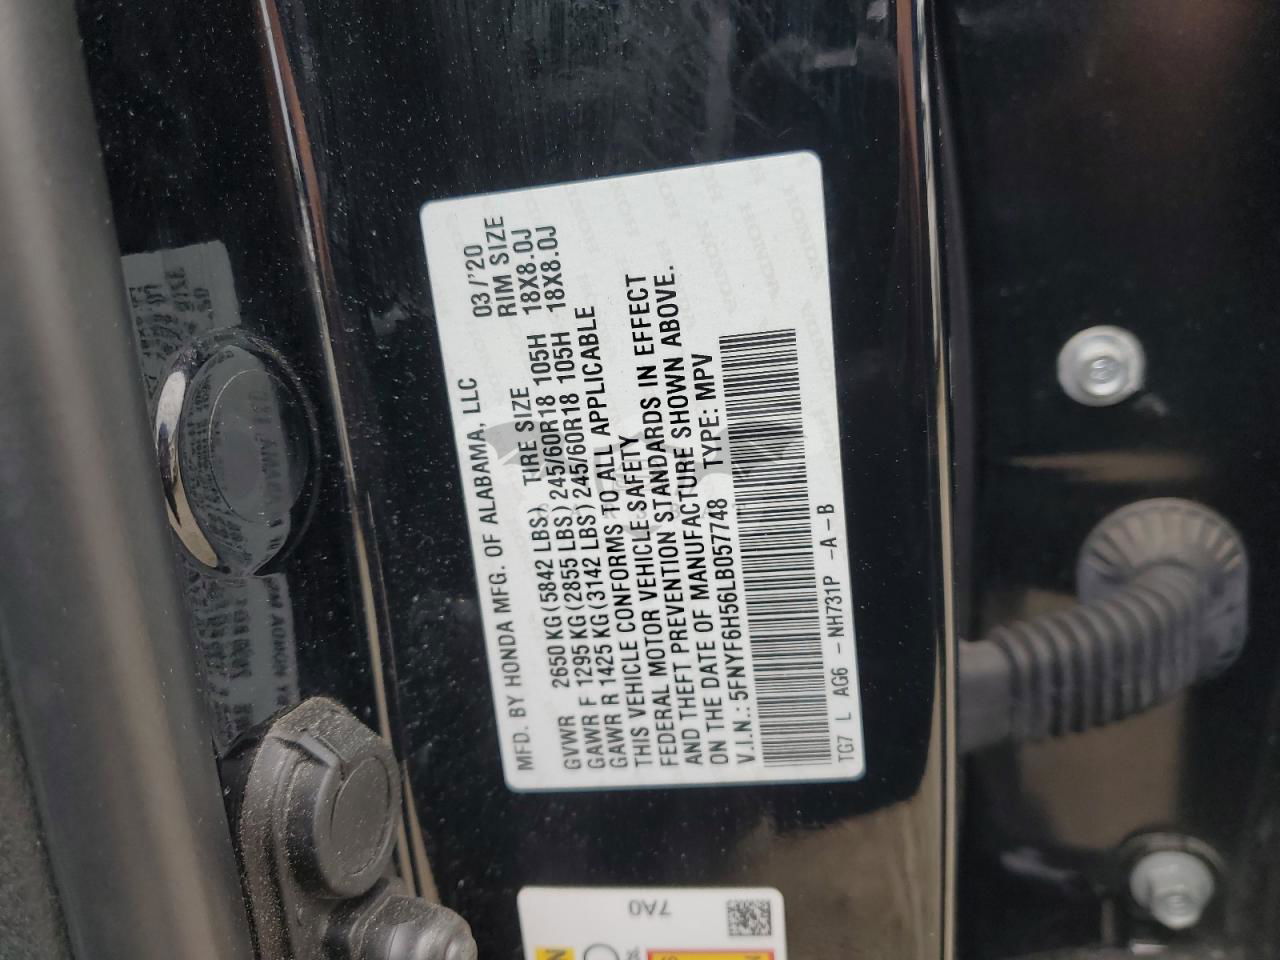 MFD. BY HONDA MFG. OF ALABAMA, LLC 03/'20
TIRE SIZE RIM SIZE
GVWR 2650 KG(5842 LBS)
GAWR F 1295 KG(2855 LBS) 245/60R18 105H 18X8.0J
GAWR R 1425 KG(3142 LBS) 245/60R18 105H 18X8.0J
THIS VEHICLE CONFORMS TO ALL APPLICABLE
FEDERAL MOTOR VEHICLE SAFETY
AND THEFT PREVENTION STANDARDS IN EFFECT
ON THE DATE OF MANUFACTURE SHOWN ABOVE.
V.I.N.: 5FNYF6H56LB057748 TYPE: MPV
TG7 L AG6 - NH731P -A-B
7A0